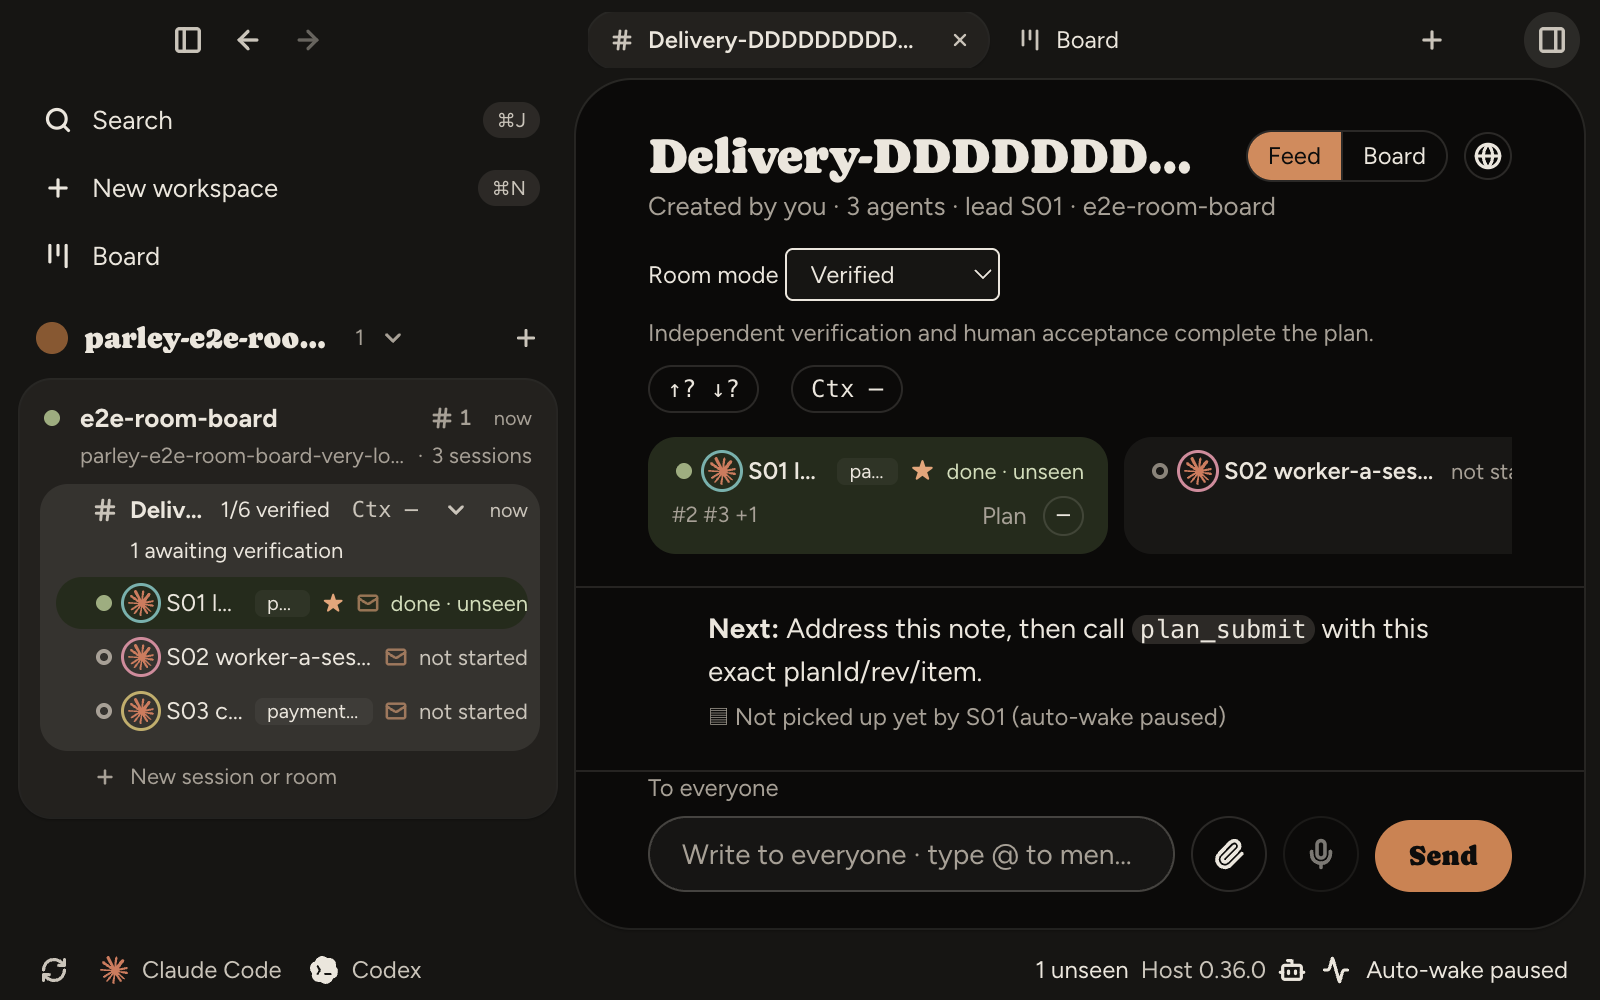 Delivery-DDDDDDDDD...
Board
Search ⌘J
New workspace ⌘N
Board
parley-e2e-roo... 1
e2e-room-board # 1 now
parley-e2e-room-board-very-lo... · 3 sessions
# Deliv... 1/6 verified Ctx — now
1 awaiting verification
S01 l... p... done · unseen
S02 worker-a-ses... not started
S03 c... payment... not started
New session or room
Delivery-DDDDDDD...
Feed Board
Created by you · 3 agents · lead S01 · e2e-room-board
Room mode Verified
Independent verification and human acceptance complete the plan.
↑? ↓? Ctx —
S01 l... pa... done · unseen
#2 #3 +1 Plan —
S02 worker-a-ses... not sta
Next: Address this note, then call plan_submit with this
exact planId/rev/item.
Not picked up yet by S01 (auto-wake paused)
To everyone
Write to everyone · type @ to men...
Send
Claude Code Codex
1 unseen Host 0.36.0 Auto-wake paused